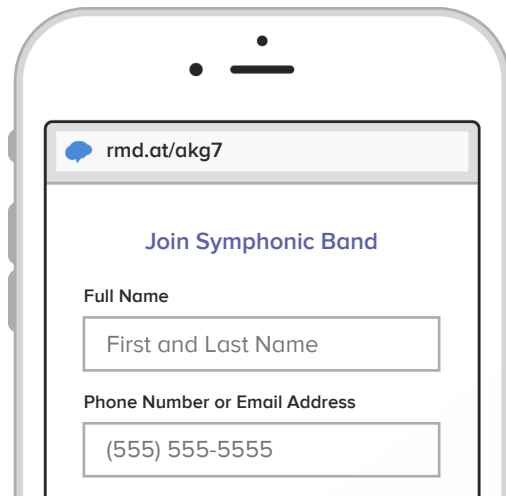 rmd.at/akg7
Join Symphonic Band
Full Name
First and Last Name
Phone Number or Email Address
(555) 555-5555